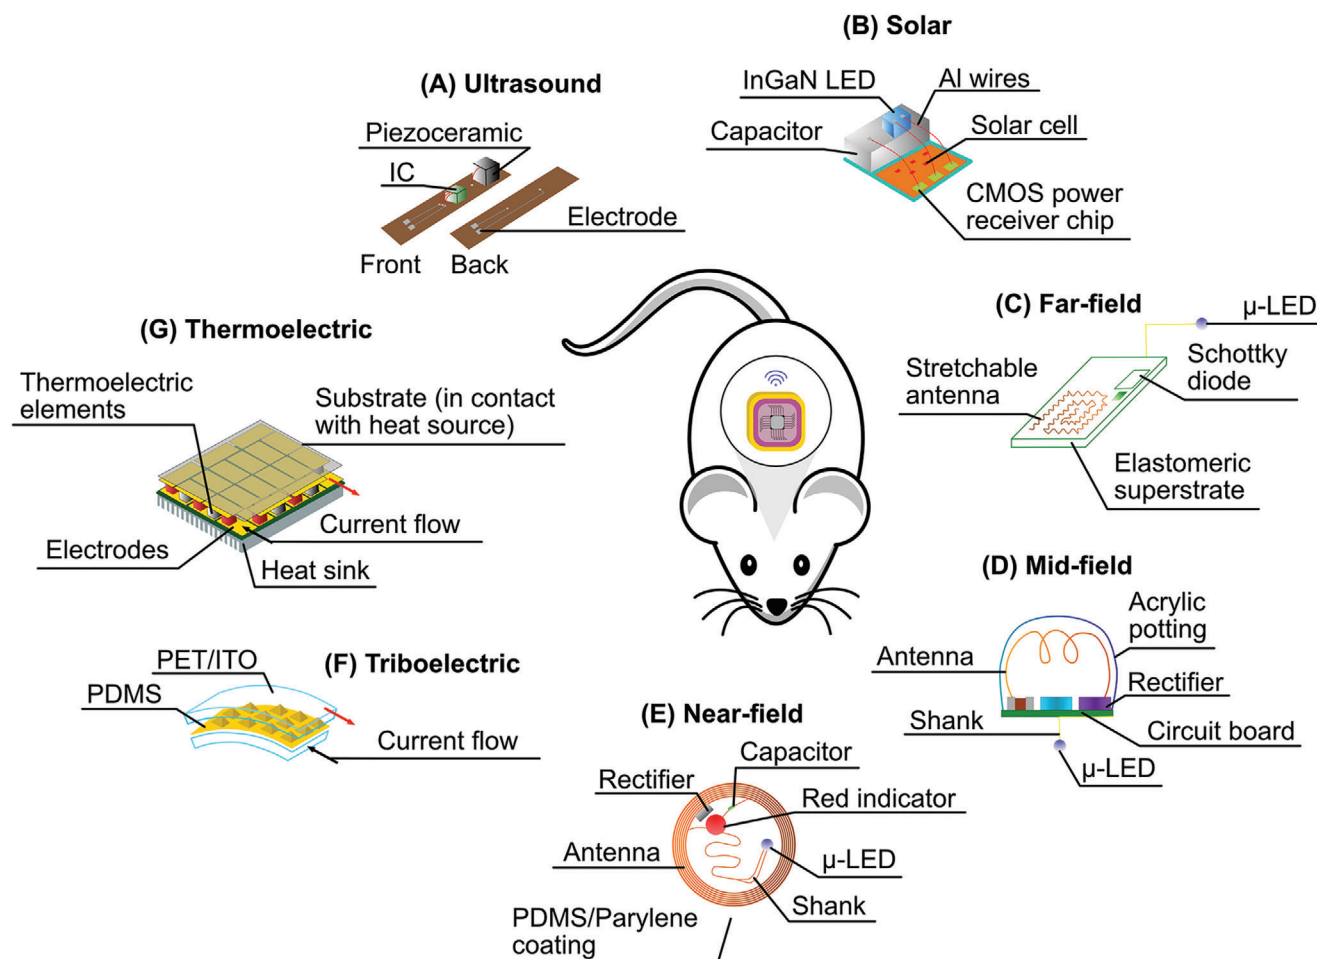 (A) Ultrasound
Piezoceramic
IC
Electrode
Front
Back
(B) Solar
InGaN LED
Al wires
Capacitor
Solar cell
CMOS power
receiver chip
(C) Far-field
μ-LED
Stretchable
antenna
Schottky
diode
Elastomeric
superstrate
(D) Mid-field
Acrylic
potting
Antenna
Rectifier
Shank
Circuit board
μ-LED
(E) Near-field
Capacitor
Rectifier
Red indicator
Antenna
μ-LED
Shank
PDMS/Parylene
coating
(F) Triboelectric
PET/ITO
PDMS
Current flow
(G) Thermoelectric
Thermoelectric
elements
Substrate (in contact
with heat source)
Current flow
Electrodes
Heat sink